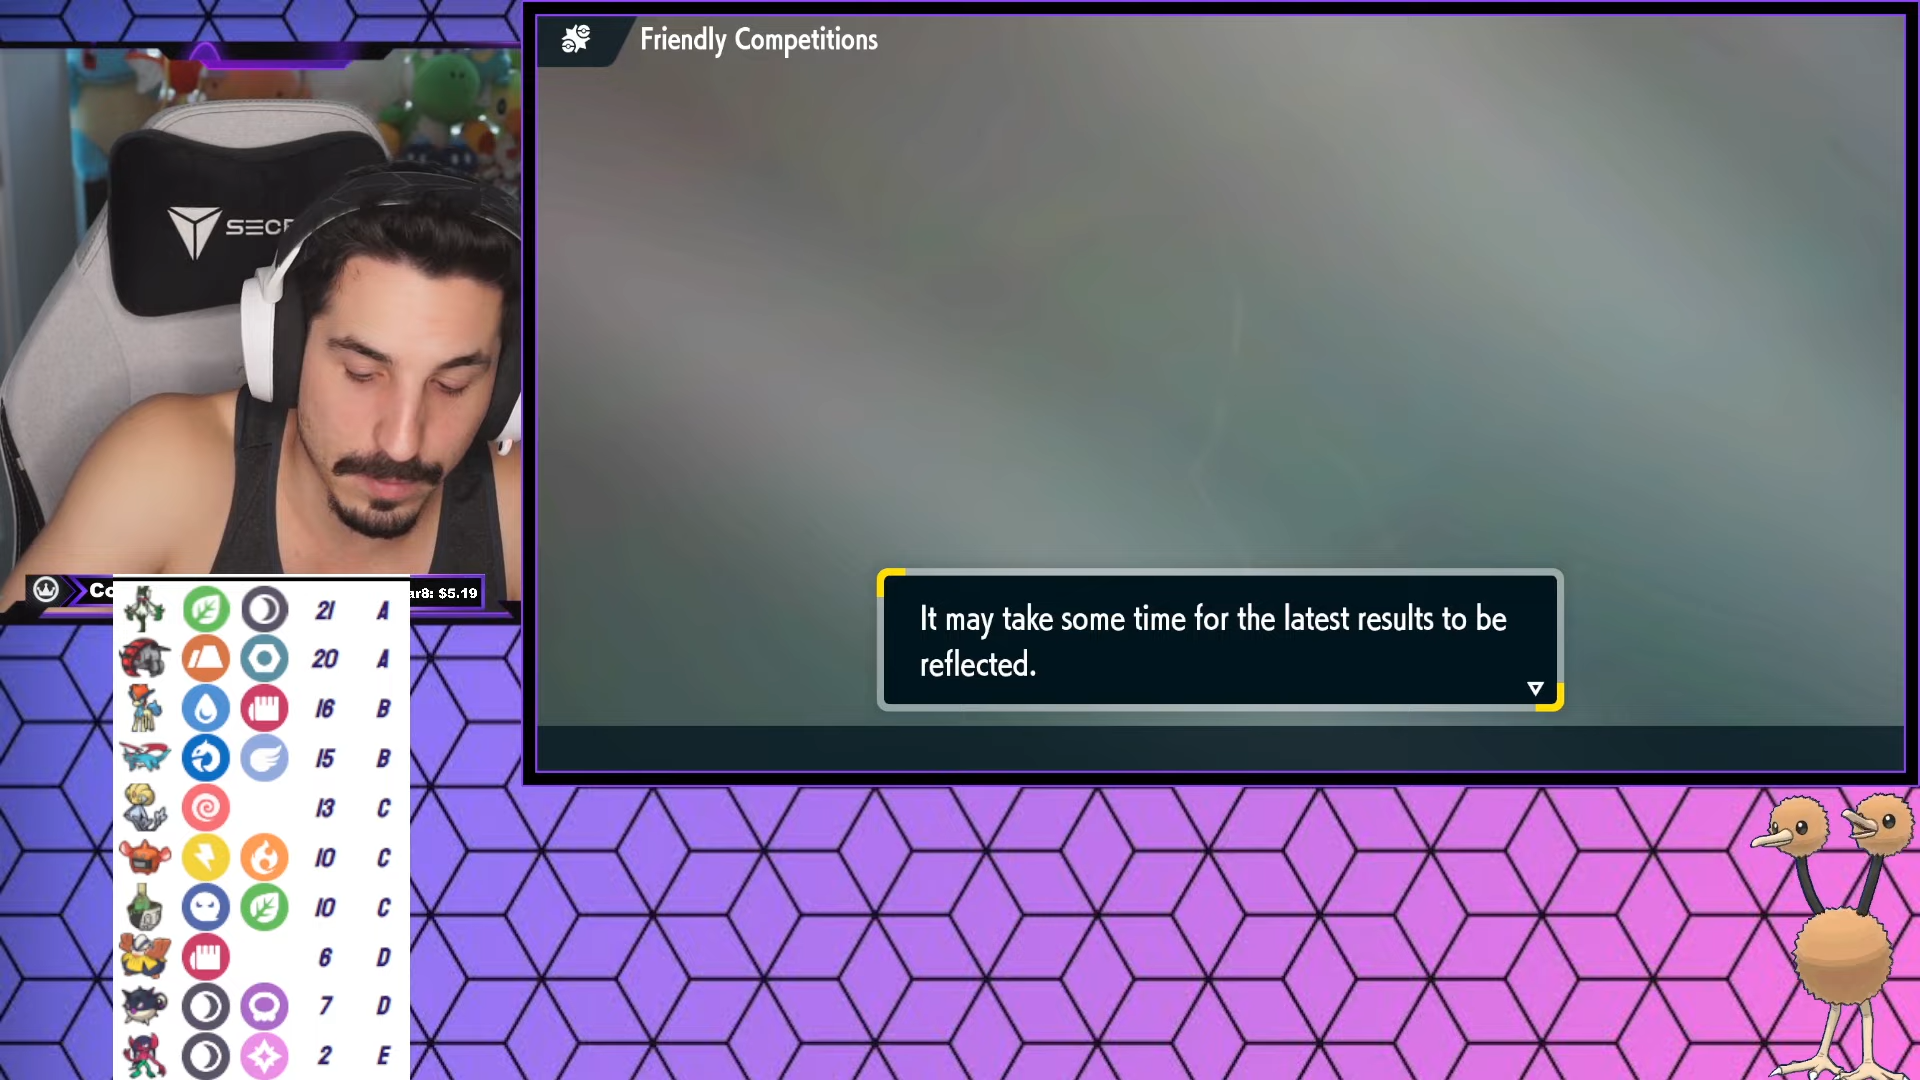 Friendly Competitions
SECR
Co
ar8: $5.19
It may take some time for the latest results to be
reflected.
21 A
20 A
16 B
15 B
13 C
10 C
10 C
6 D
7 D
2 E